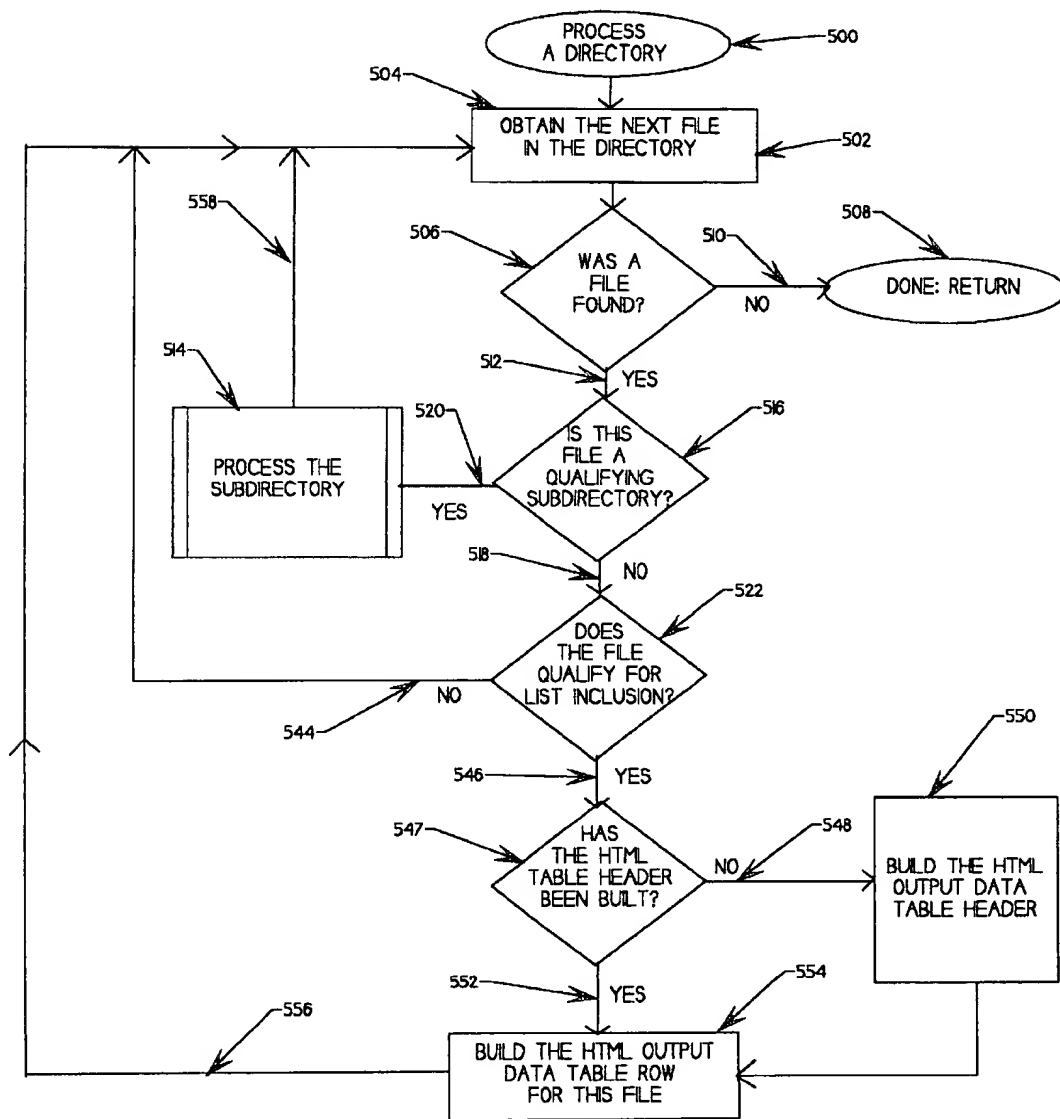 PROCESS
A DIRECTORY
500
504
OBTAIN THE NEXT FILE
IN THE DIRECTORY
502
558
506
WAS A
FILE
FOUND?
510
NO
508
DONE: RETURN
512
YES
514
520
516
IS THIS
FILE A
QUALIFYING
SUBDIRECTORY?
PROCESS THE
SUBDIRECTORY
YES
518
NO
522
DOES
THE FILE
QUALIFY FOR
LIST INCLUSION?
NO
544
546
YES
550
547
HAS
THE HTML
TABLE HEADER
BEEN BUILT?
NO
548
BUILD THE HTML
OUTPUT DATA
TABLE HEADER
552
YES
554
556
BUILD THE HTML OUTPUT
DATA TABLE ROW
FOR THIS FILE